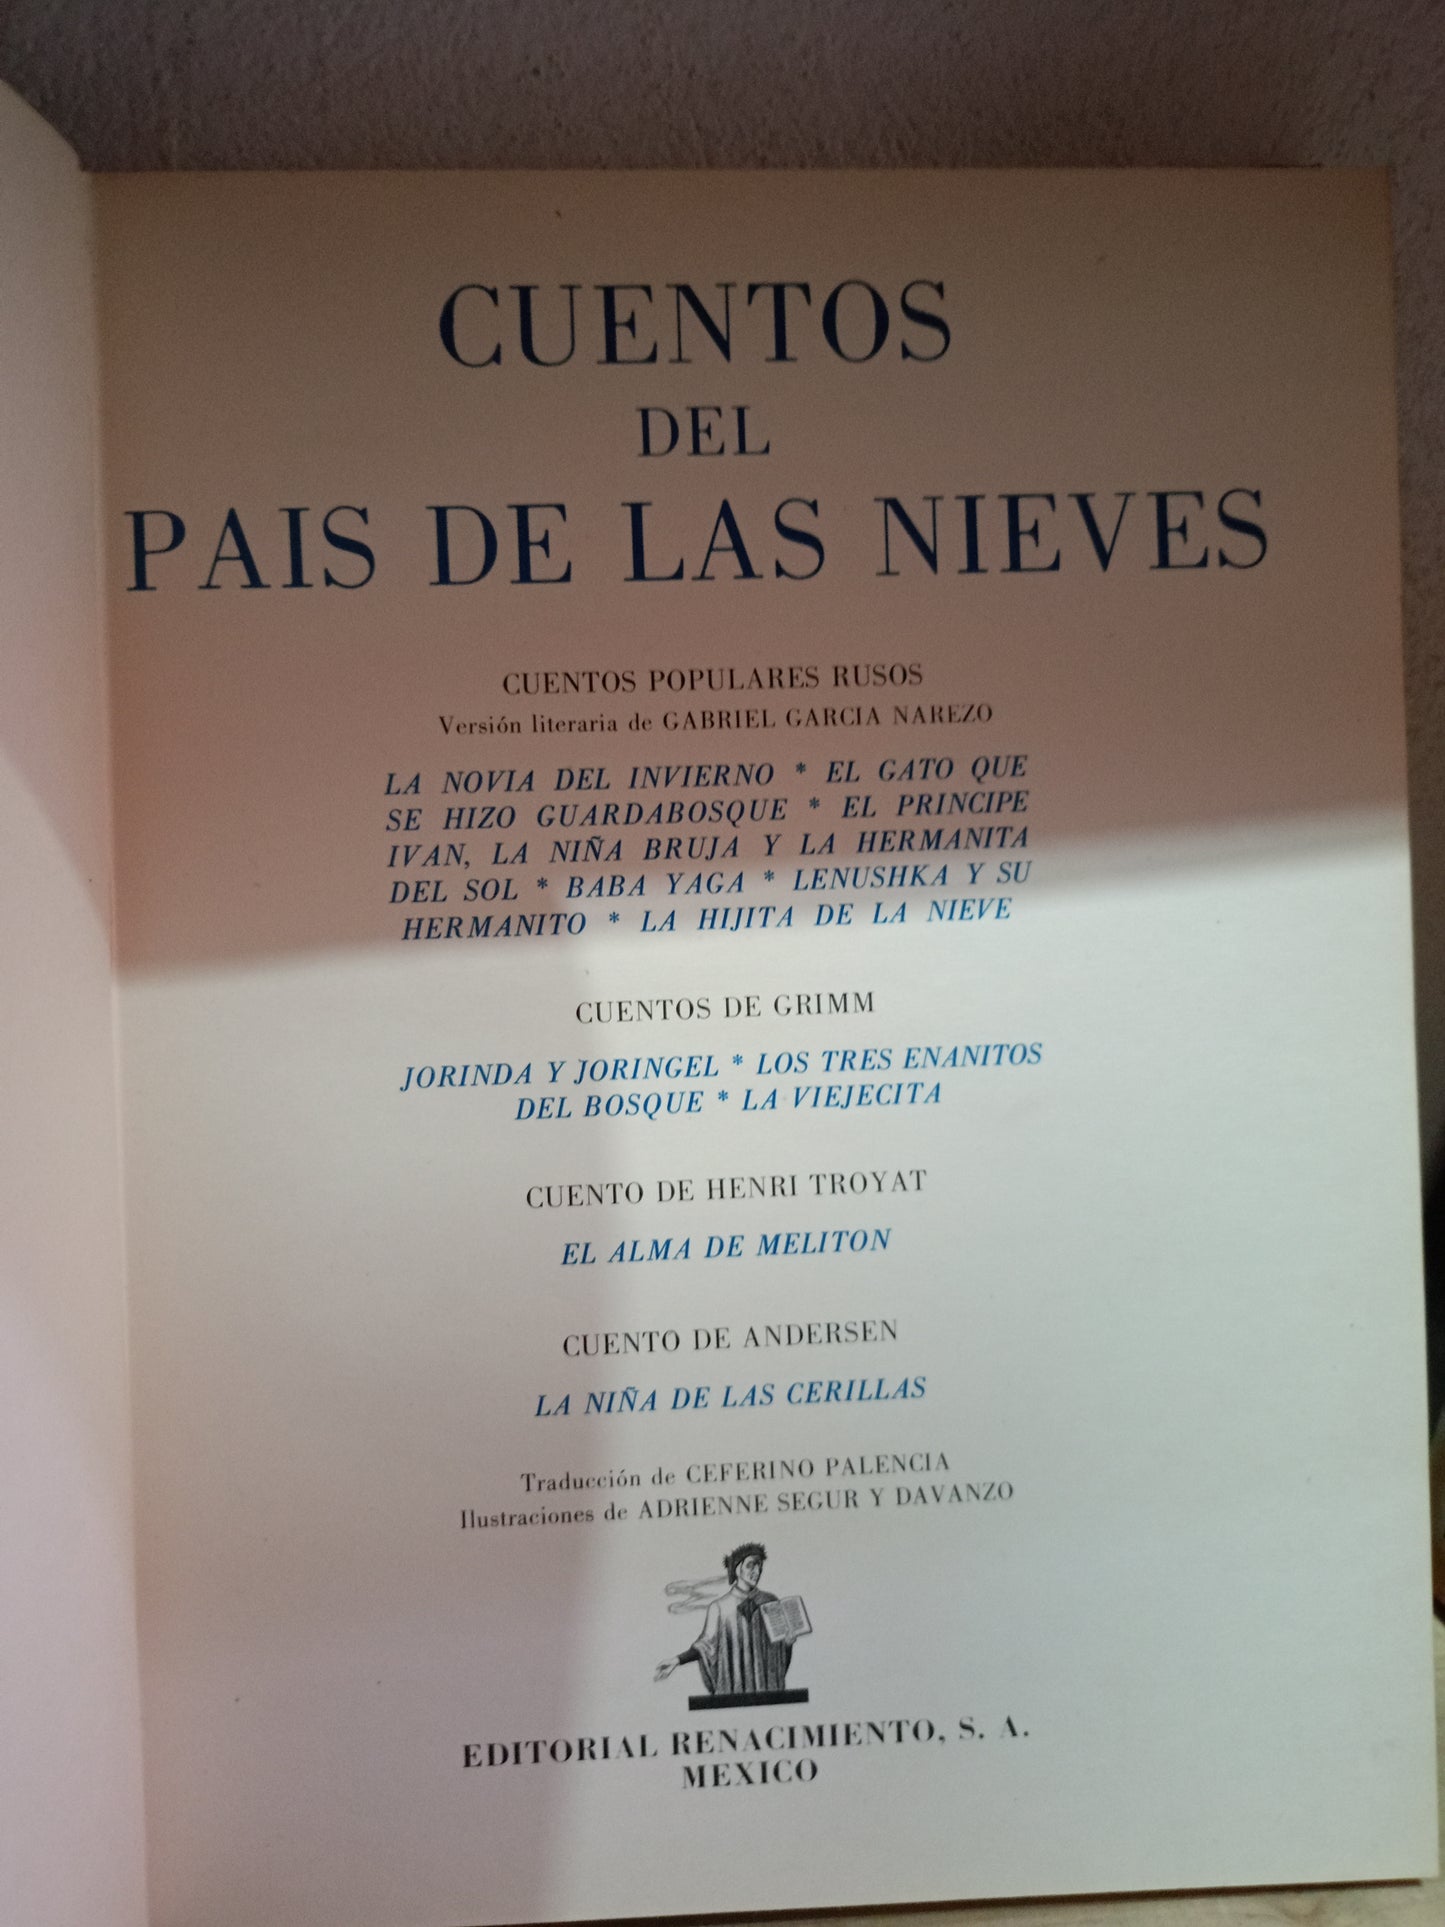 CUENTOS
DEL
PAIS DE LAS NIEVES
CUENTOS POPULARES RUSOS
Versión literaria de GABRIEL GARCIA NAREZO
LA NOVIA DEL INVIERNO * EL GATO QUE
SE HIZO GUARDABOSQUE * EL PRINCIPE
IVAN, LA NIÑA BRUJA Y LA HERMANITA
DEL SOL * BABA YAGA * LENUSHKA Y SU
HERMANITO * LA HIJITA DE LA NIEVE
CUENTOS DE GRIMM
JORINDA Y JORINGEL * LOS TRES ENANITOS
DEL BOSQUE * LA VIEJECITA
CUENTO DE HENRI TROYAT
EL ALMA DE MELITON
CUENTO DE ANDERSEN
LA NIÑA DE LAS CERILLAS
Traducción de CEFERINO PALENCIA
Ilustraciones de ADRIENNE SEGUR Y DAVANZO
EDITORIAL RENACIMIENTO, S. A.
MEXICO